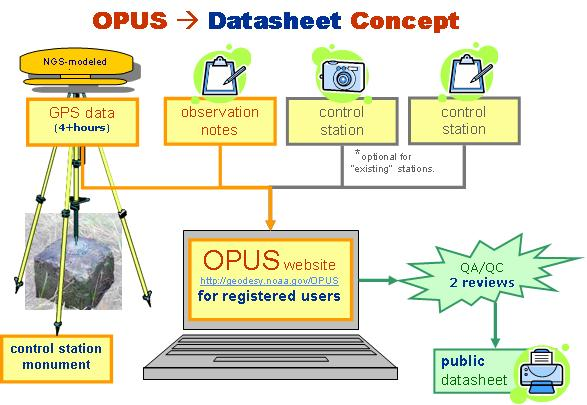 OPUS → Datasheet Concept
NGS-modeled
GPS data
(4+hours)
observation
notes
control
station
control
station
*optional for
"existing" stations.
OPUS website
http://geodesy.noaa.gov/OPUS
for registered users
QA/QC
2 reviews
control station
monument
public
datasheet